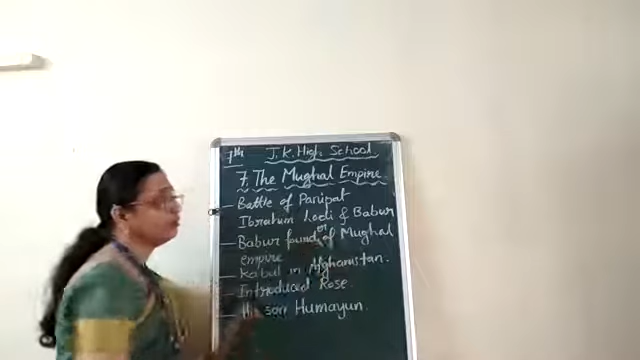 7th J.K. High School.
7. The Mughal Empire.
Battle of Panipat
Ibrahim Lodi & Babur
Babur founder of Mughal
empire
Kabul in Afghanistan.
Introduced Rose.
His son Humayun.